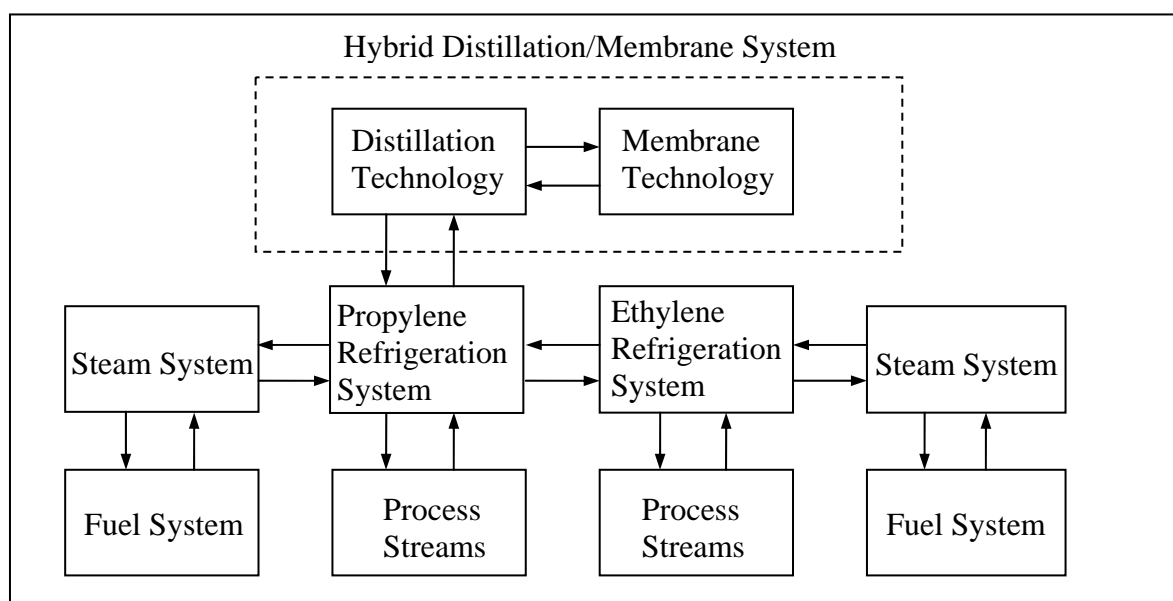 Hybrid Distillation/Membrane System
Distillation
Technology
Membrane
Technology
Propylene
Refrigeration
System
Ethylene
Refrigeration
System
Steam System
Steam System
Fuel System
Process
Streams
Process
Streams
Fuel System